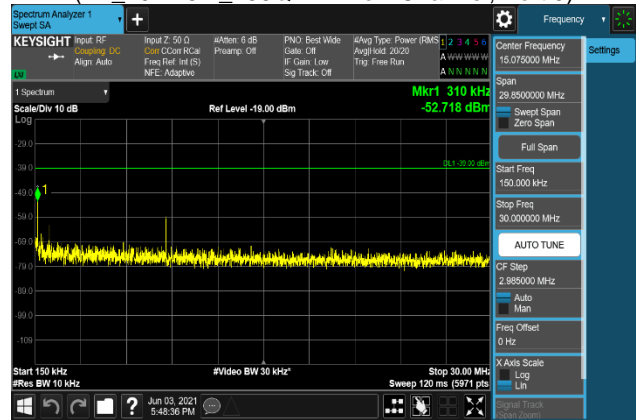 Spectrum Analyzer 1
Swept SA
Frequency
KEYSIGHT
Input: RF
Coupling: DC
Align: Auto
Input Z: 50 Ω
Corr CCorr RCal
Freq Ref: Int (S)
NFE: Adaptive
#Atten: 6 dB
Preamp: Off
PNO: Best Wide
Gate: Off
IF Gain: Low
Sig Track: Off
#Avg Type: Power (RMS
Avg|Hold: 20/20
Trig: Free Run
1 2 3 4 5 6
A W W W W W
A N N N N N
LV
1 Spectrum
Scale/Div 10 dB
Log
Ref Level -19.00 dBm
Mkr1 310 kHz
-52.718 dBm
DL1 -39.00 dBm
1
-29.0
-39.0
-49.0
-59.0
-69.0
-79.0
-89.0
-99.0
-109
Start 150 kHz
#Res BW 10 kHz
#Video BW 30 kHz*
Stop 30.00 MHz
Sweep 120 ms (5971 pts)
Jun 03, 2021
5:48:36 PM
Center Frequency
15.075000 MHz
Settings
Span
29.8500000 MHz
Swept Span
Zero Span
Full Span
Start Freq
150.000 kHz
Stop Freq
30.000000 MHz
AUTO TUNE
CF Step
2.985000 MHz
Auto
Man
Freq Offset
0 Hz
X Axis Scale
Log
Lin
Signal Track
(Span Zoom)